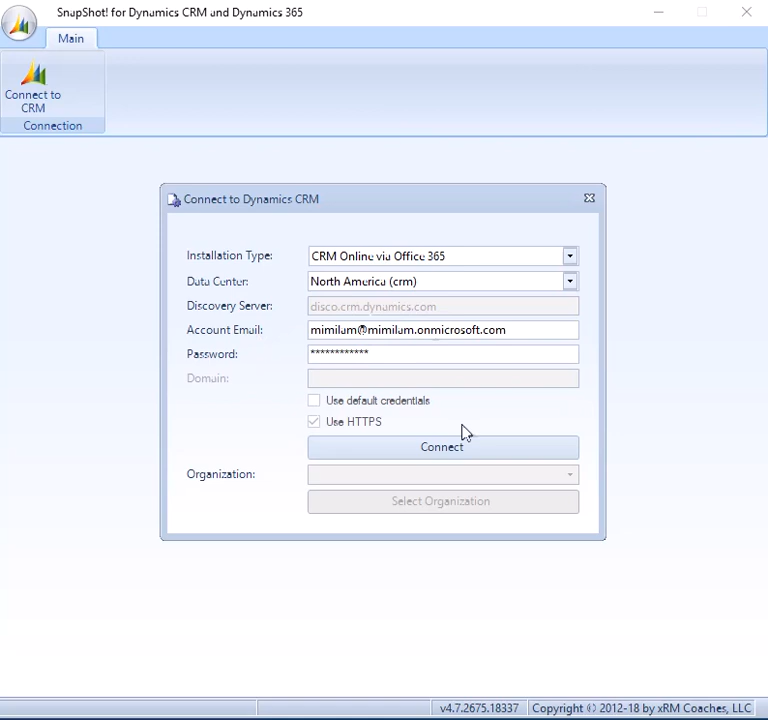 SnapShot! for Dynamics CRM and Dynamics 365
Main
Connect to
CRM
Connection
Connect to Dynamics CRM
Installation Type: CRM Online via Office 365
Data Center: North America (crm)
Discovery Server: disco.crm.dynamics.com
Account Email: mimilam@mimilam.onmicrosoft.com
Password: ************
Domain:
Use default credentials
Use HTTPS
Connect
Organization:
Select Organization
v4.7.2675.18337 Copyright © 2012-18 by xRM Coaches, LLC